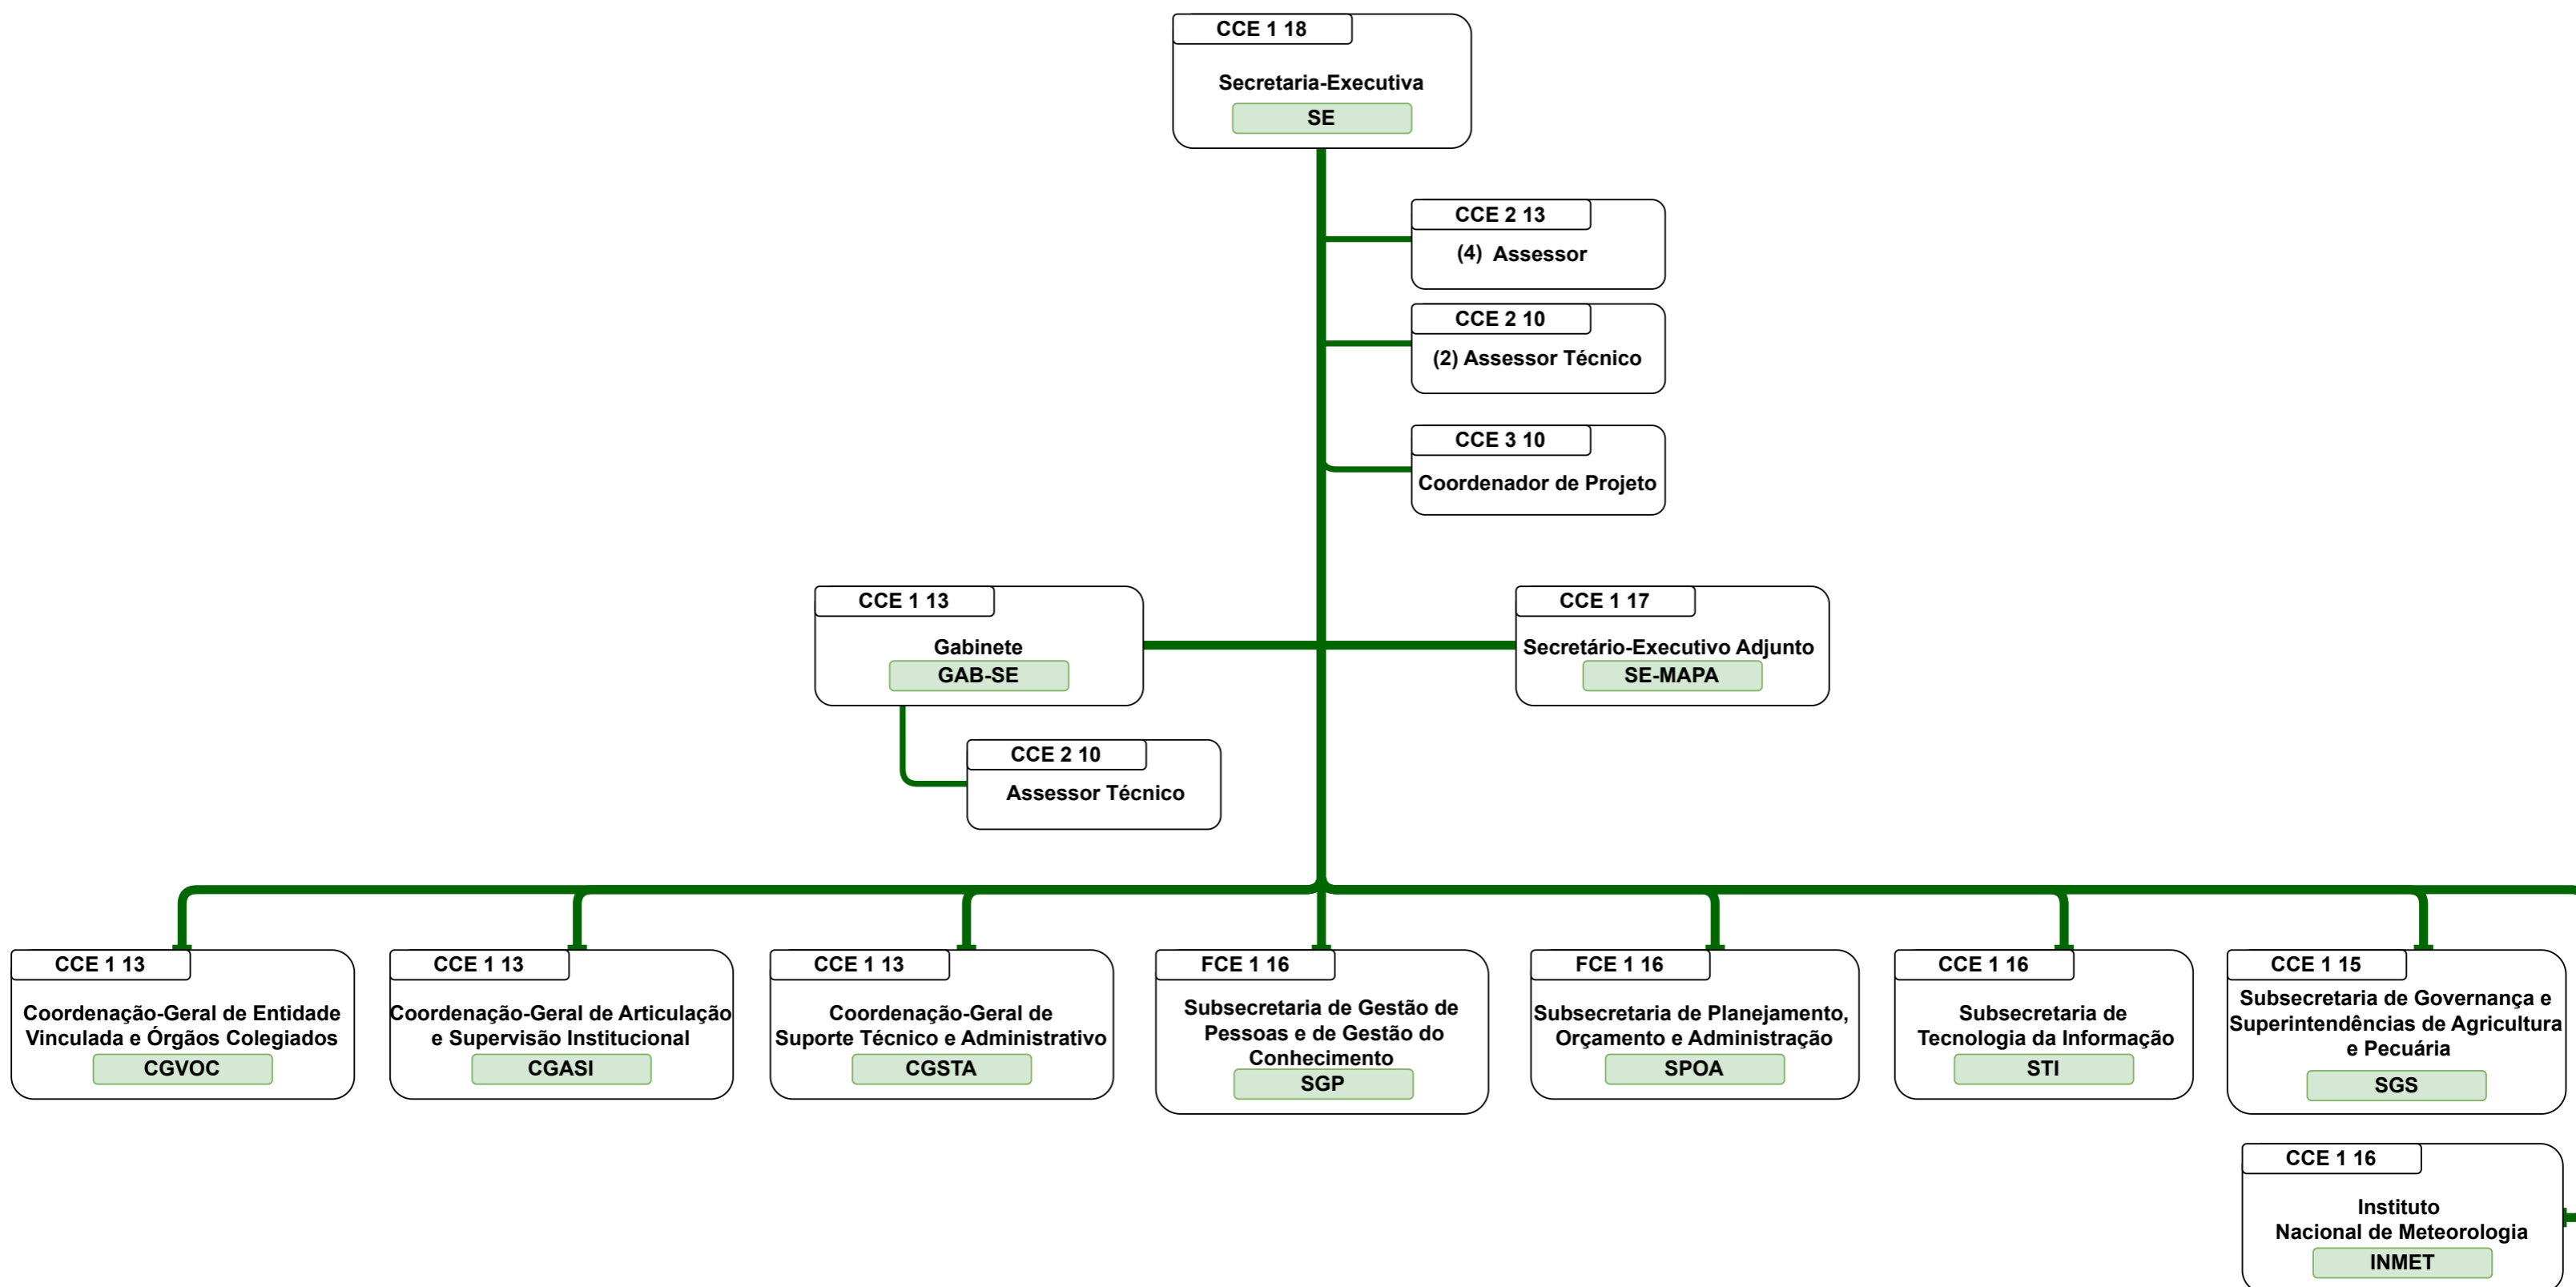 CCE 1 18
Secretaria-Executiva
SE
CCE 2 13
(4) Assessor
CCE 2 10
(2) Assessor Técnico
CCE 3 10
Coordenador de Projeto
CCE 1 13
Gabinete
GAB-SE
CCE 1 17
Secretário-Executivo Adjunto
SE-MAPA
CCE 2 10
Assessor Técnico
CCE 1 13
Coordenação-Geral de Entidade
Vinculada e Órgãos Colegiados
CGVOC
CCE 1 13
Coordenação-Geral de Articulação
e Supervisão Institucional
CGASI
CCE 1 13
Coordenação-Geral de
Suporte Técnico e Administrativo
CGSTA
FCE 1 16
Subsecretaria de Gestão de
Pessoas e de Gestão do
Conhecimento
SGP
FCE 1 16
Subsecretaria de Planejamento,
Orçamento e Administração
SPOA
CCE 1 16
Subsecretaria de
Tecnologia da Informação
STI
CCE 1 15
Subsecretaria de Governança e
Superintendências de Agricultura
e Pecuária
SGS
CCE 1 16
Instituto
Nacional de Meteorologia
INMET